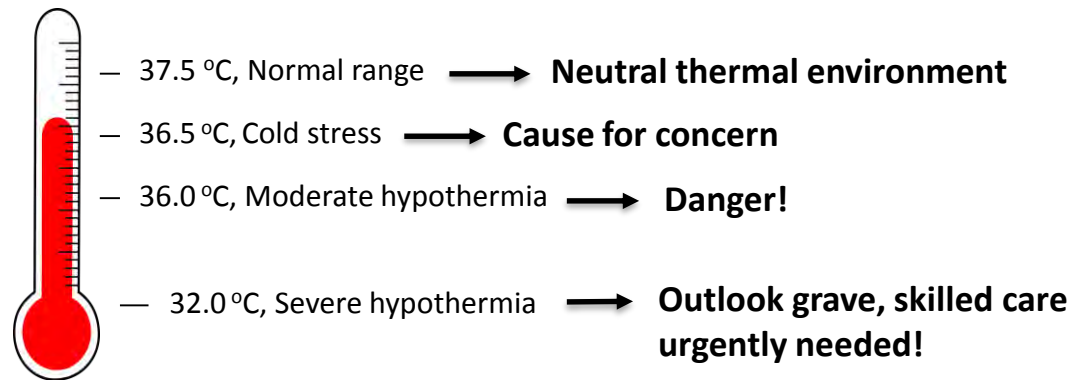 — 37.5 °C, Normal range → Neutral thermal environment
— 36.5 °C, Cold stress → Cause for concern
— 36.0 °C, Moderate hypothermia → Danger!
— 32.0 °C, Severe hypothermia → Outlook grave, skilled care
urgently needed!